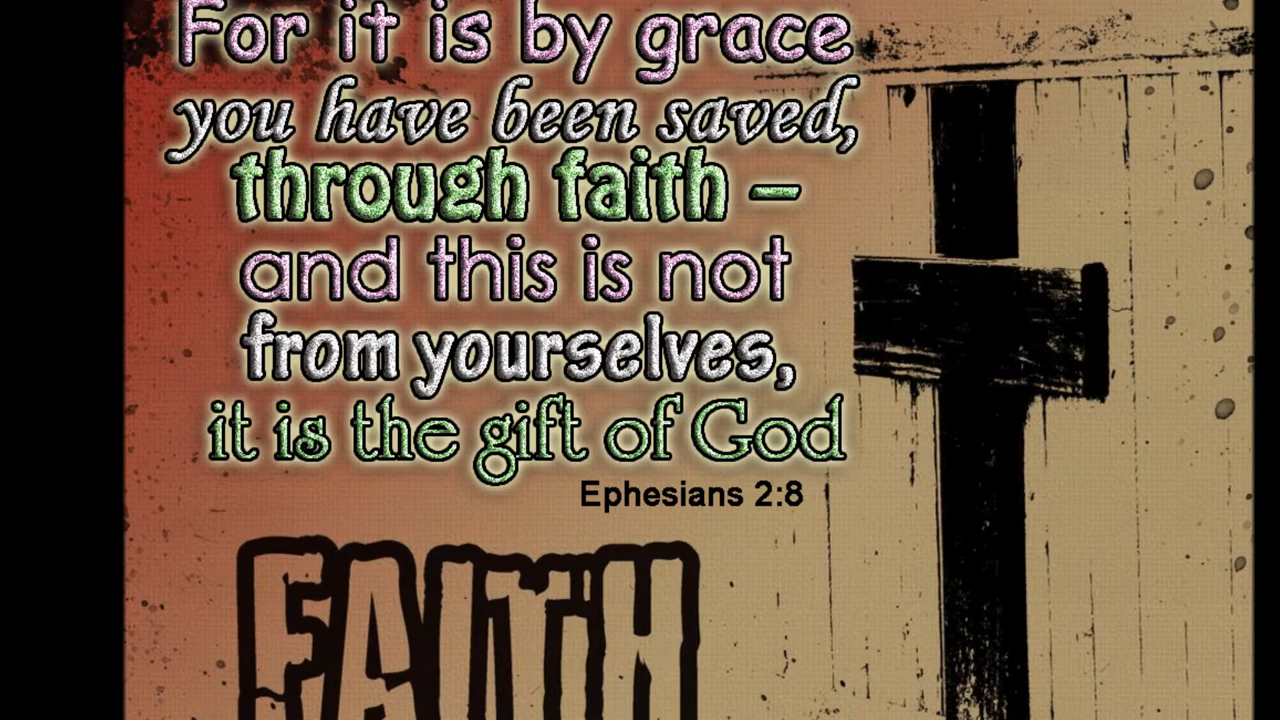 For it is by grace
you have been saved,
through faith –
and this is not
from yourselves,
it is the gift of God
Ephesians 2:8
FAITH